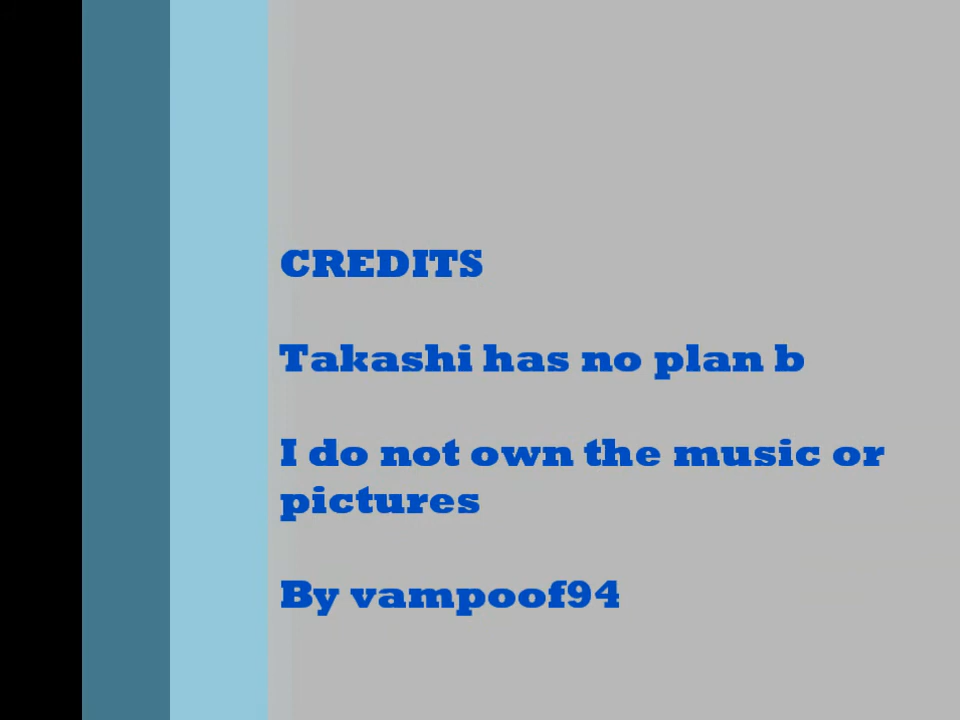 CREDITS
Takashi has no plan b
I do not own the music or
pictures
By vampoof94